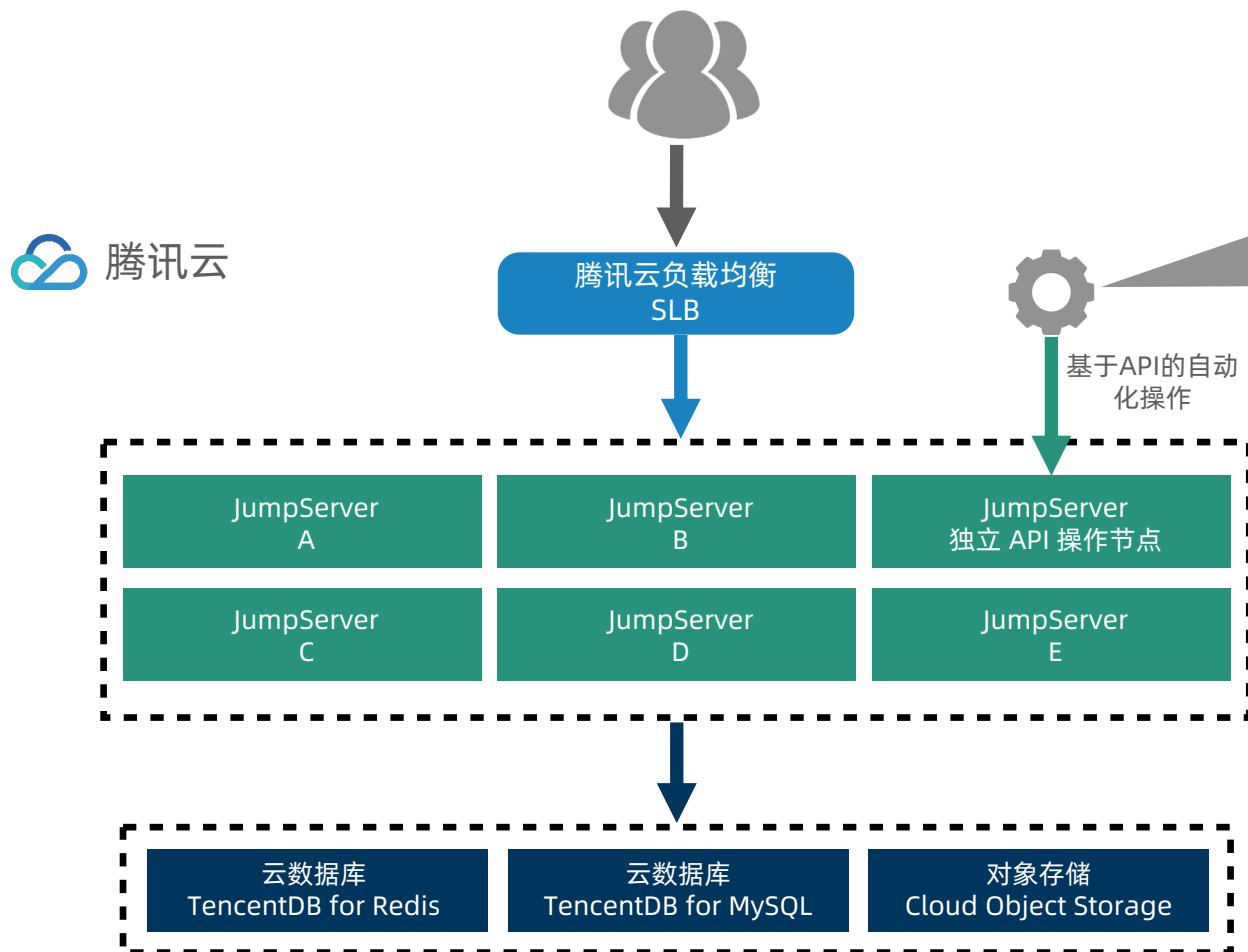 腾讯云
腾讯云负载均衡
SLB
基于API的自动
化操作
JumpServer
A
JumpServer
B
JumpServer
独立 API 操作节点
JumpServer
C
JumpServer
D
JumpServer
E
云数据库
TencentDB for Redis
云数据库
TencentDB for MySQL
对象存储
Cloud Object Storage